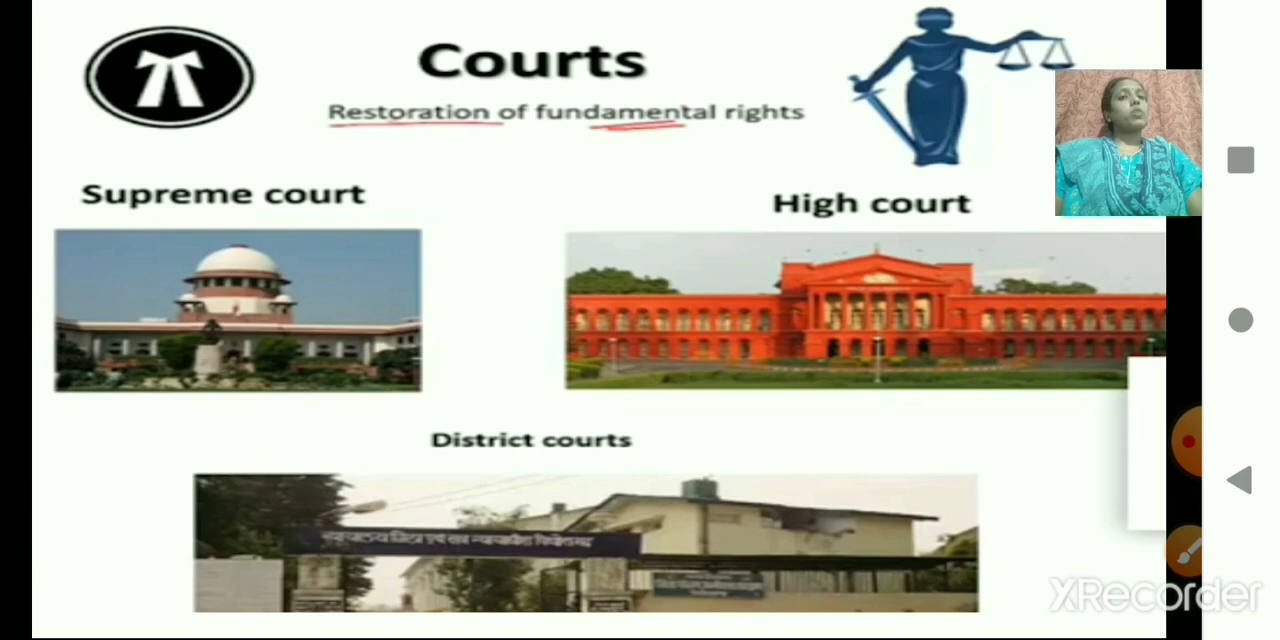 Courts
Restoration of fundamental rights
Supreme court
High court
District courts
XRecorder